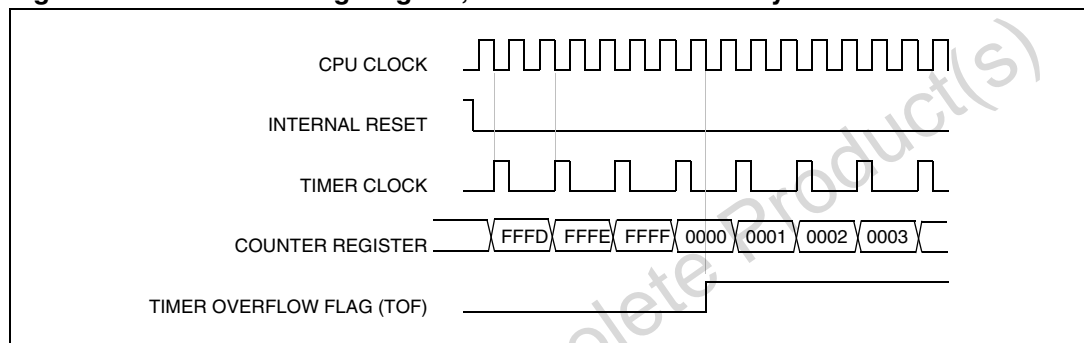 CPU CLOCK
INTERNAL RESET
TIMER CLOCK
COUNTER REGISTER FFFD FFFE FFFF 0000 0001 0002 0003
TIMER OVERFLOW FLAG (TOF)
Product(s)